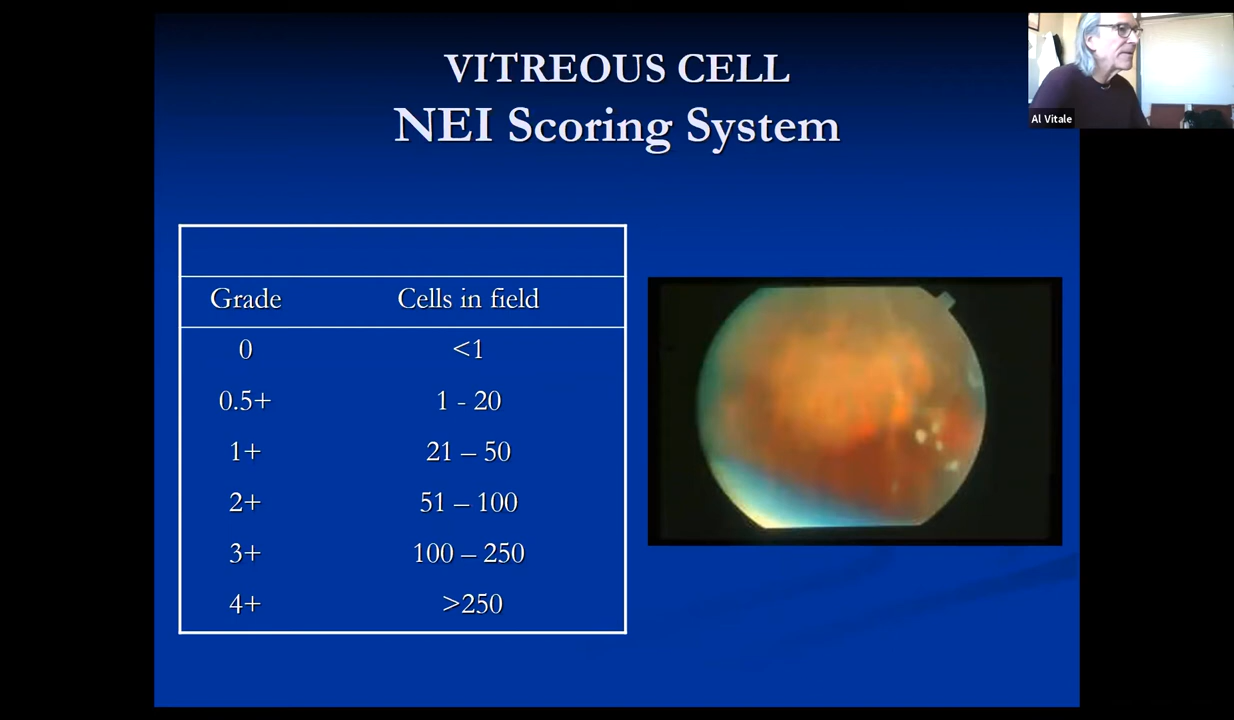 VITREOUS CELL
NEI Scoring System
Al Vitale
Grade Cells in field
0 <1
0.5+ 1 - 20
1+ 21 – 50
2+ 51 – 100
3+ 100 – 250
4+ >250